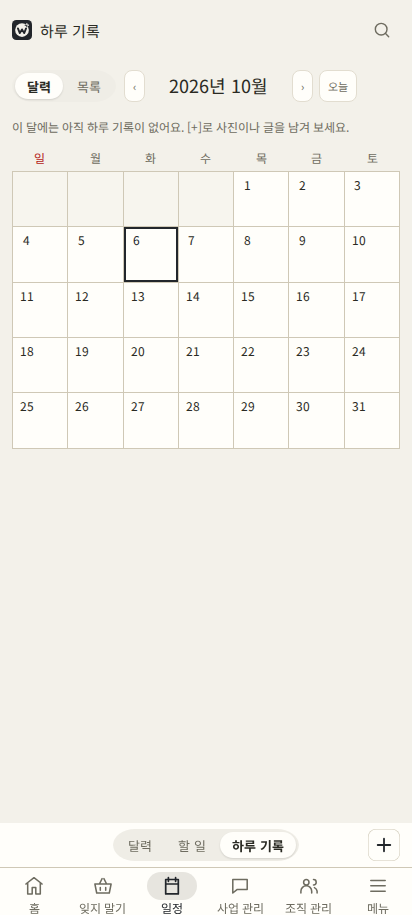 하루 기록
달력 목록 ‹ 2026년 10월 › 오늘
이 달에는 아직 하루 기록이 없어요. [+]로 사진이나 글을 남겨 보세요.
일 월 화 수 목 금 토
1 2 3
4 5 6 7 8 9 10
11 12 13 14 15 16 17
18 19 20 21 22 23 24
25 26 27 28 29 30 31
달력 할 일 하루 기록 +
홈 잊지 말기 일정 사업 관리 조직 관리 메뉴